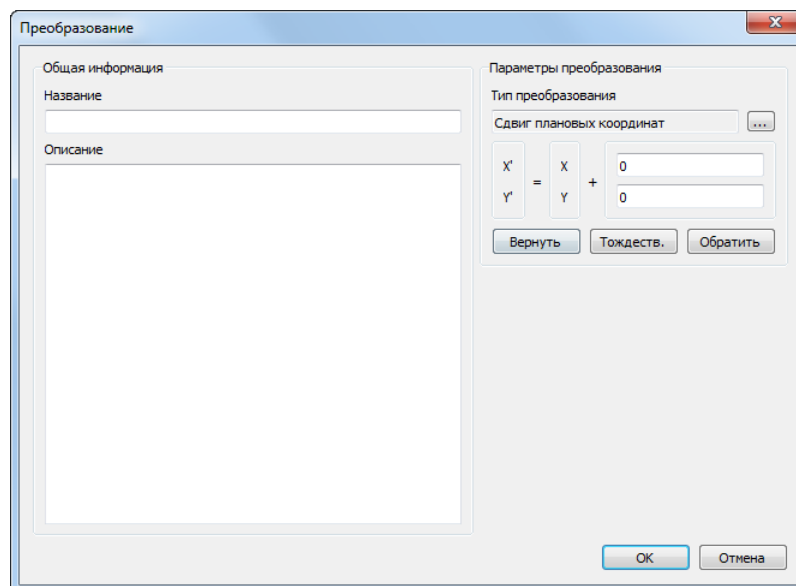 Преобразование
Общая информация
Название
Описание
Параметры преобразования
Тип преобразования
Сдвиг плановых координат ...
X' = X + 0
Y' Y 0
Вернуть Тождеств. Обратить
OK Отмена